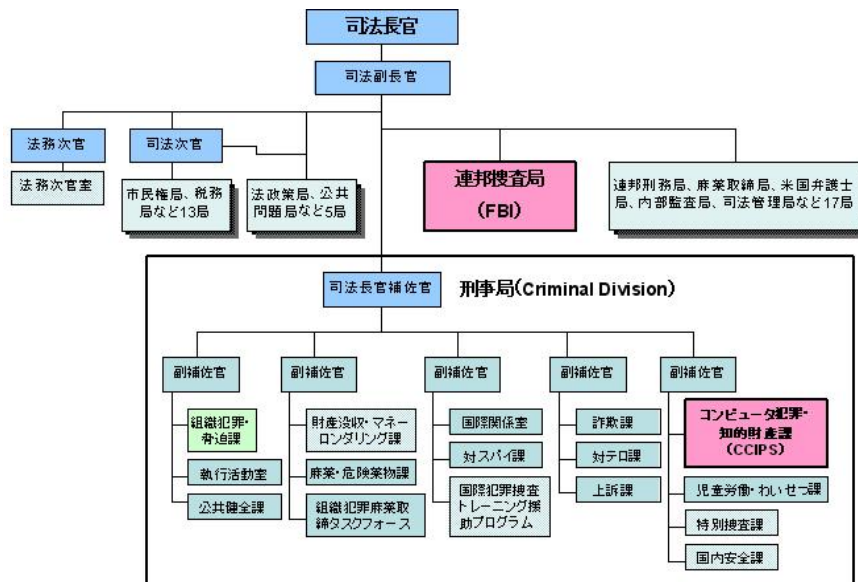 司法長官
司法副長官
法務次官
司法次官
法務次官室
市民権局、税務
局など13局
法政策局、公共
問題局など5局
連邦捜査局
(FBI)
連邦刑務局、麻薬取締局、米国弁護士
局、内部監査局、司法管理局など17局
司法長官補佐官
刑事局(Criminal Division)
副補佐官
副補佐官
副補佐官
副補佐官
副補佐官
組織犯罪・
脅迫課
執行活動室
公共健全課
財産没収・マネー
ロンダリング課
麻薬・危険薬物課
組織犯罪麻薬取
締タスクフォース
国際関係室
対スパイ課
国際犯罪捜査
トレーニング援
助プログラム
詐欺課
対テロ課
上訴課
コンピュータ犯罪・
知的財産課
(CCIPS)
児童労働・わいせつ課
特別捜査課
国内安全課